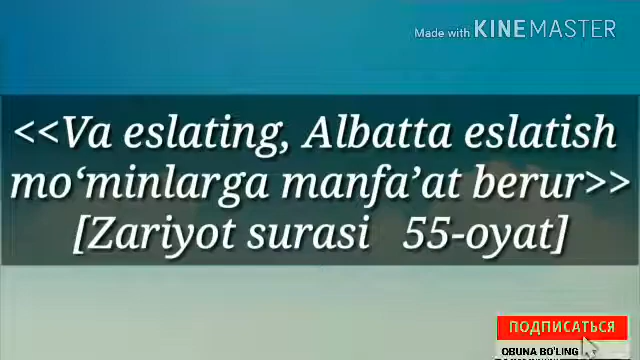 Made with KINEMASTER
<<Va eslating, Albatta eslatish
mo‘minlarga manfa’at berur>>
[Zariyot surasi 55-oyat]
ПОДПИСАТЬСЯ
OBUNA BO'LING